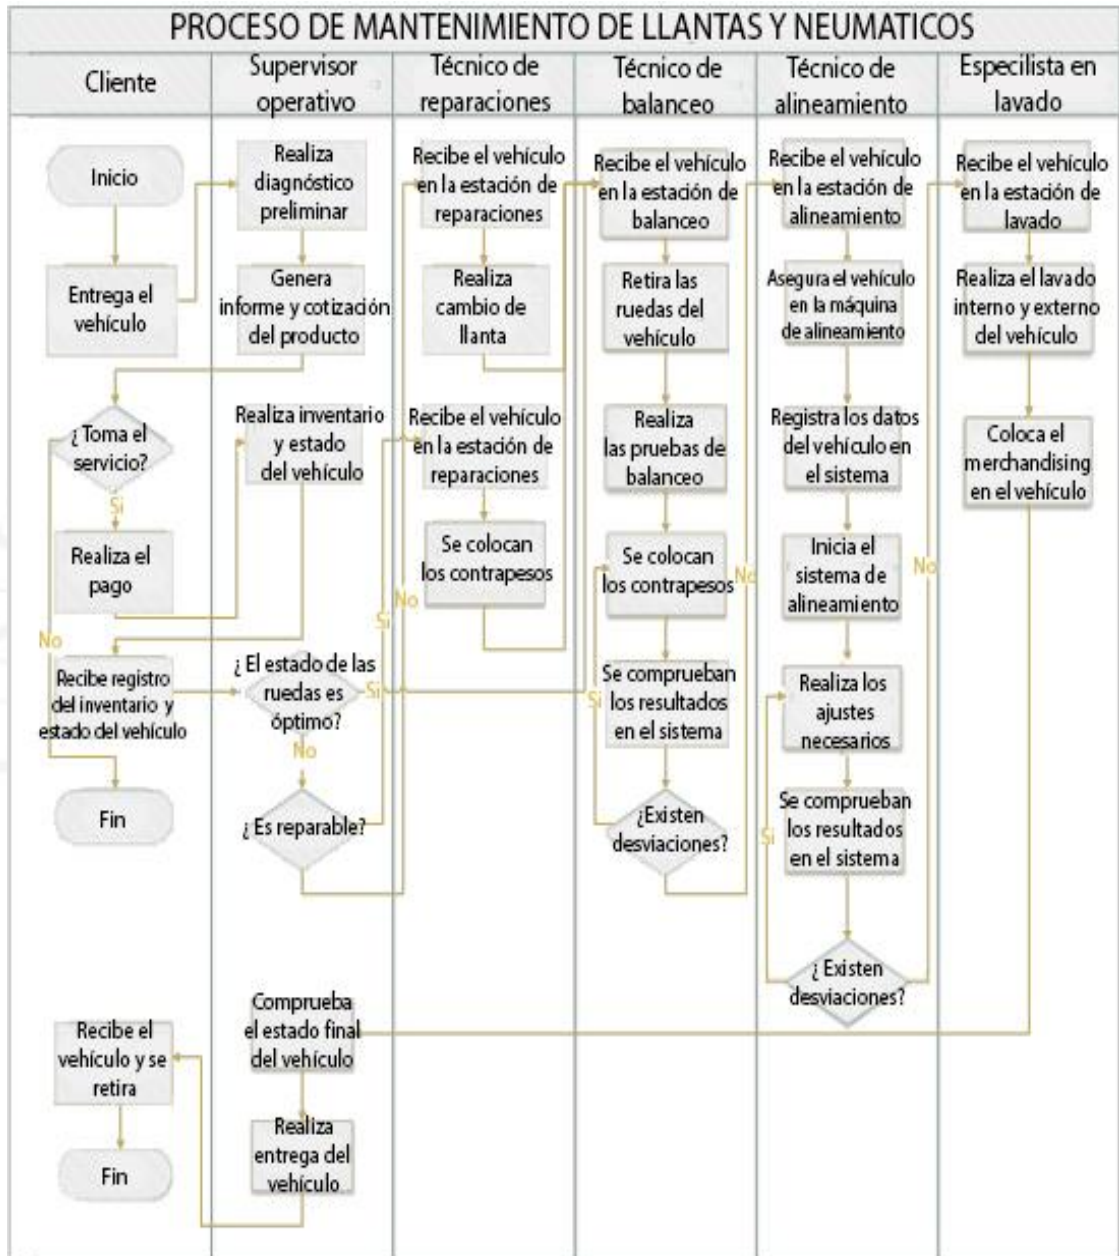 PROCESO DE MANTENIMIENTO DE LLANTAS Y NEUMATICOS
Cliente
Supervisor
operativo
Técnico de
reparaciones
Técnico de
balanceo
Técnico de
alineamiento
Especilista en
lavado
Inicio
Entrega el
vehículo
¿Toma el
servicio?
Si
No
Realiza el
pago
Recibe registro
del inventario y
estado del vehículo
Fin
Recibe el
vehículo y se
retira
Fin
Realiza
diagnóstico
preliminar
Genera
informe y cotización
del producto
Realiza inventario
y estado
del vehículo
¿El estado de las
ruedas es
óptimo?
Si
No
¿Es reparable?
Si
No
Comprueba
el estado final
del vehículo
Realiza
entrega del
vehículo
Recibe el vehículo
en la estación de
reparaciones
Realiza
cambio de
llanta
Recibe el vehículo
en la estación de
reparaciones
Se colocan
los contrapesos
Recibe el vehículo
en la estación de
balanceo
Retira las
ruedas del
vehículo
Realiza
las pruebas de
balanceo
Se colocan
los contrapesos
Se comprueban
los resultados
en el sistema
¿Existen
desviaciones?
Si
No
Recibe el vehículo
en la estación de
alineamiento
Asegura el vehículo
en la máquina
de alineamiento
Registra los datos
del vehículo en
el sistema
Inicia el
sistema de
alineamiento
Realiza los
ajustes
necesarios
Se comprueban
los resultados
en el sistema
¿Existen
desviaciones?
Si
No
Recibe el vehículo
en la estación de
lavado
Realiza el lavado
interno y externo
del vehículo
Coloca el
merchandising
en el vehículo